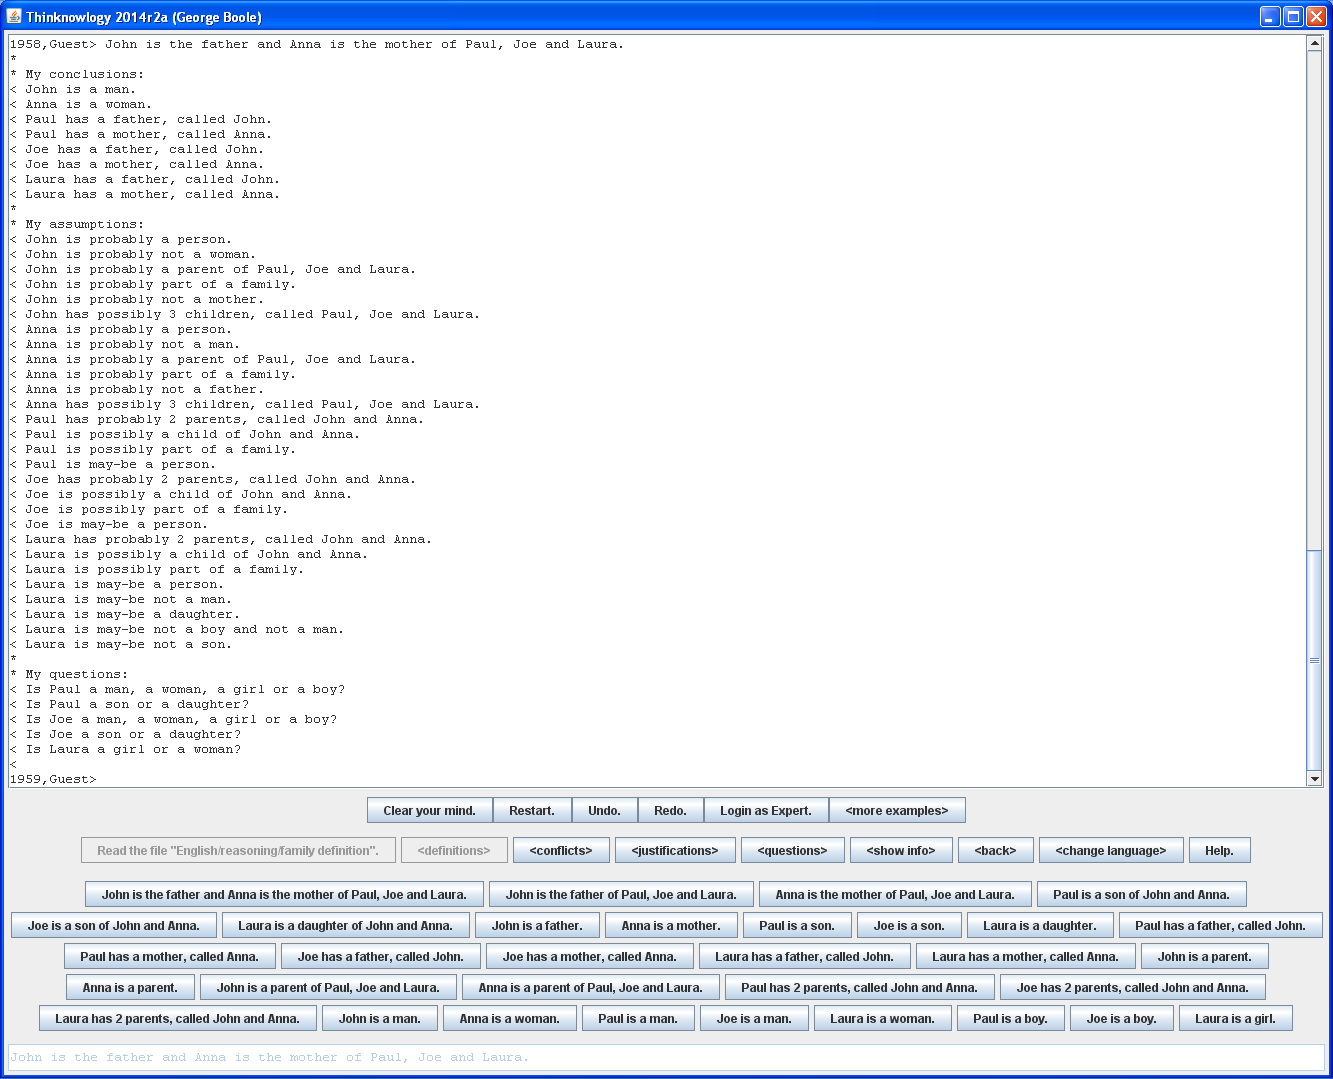 Thinknowlogy 2014r2a (George Boole)
1958,Guest> John is the father and Anna is the mother of Paul, Joe and Laura.
*
* My conclusions:
< John is a man.
< Anna is a woman.
< Paul has a father, called John.
< Paul has a mother, called Anna.
< Joe has a father, called John.
< Joe has a mother, called Anna.
< Laura has a father, called John.
< Laura has a mother, called Anna.
*
* My assumptions:
< John is probably a person.
< John is probably not a woman.
< John is probably a parent of Paul, Joe and Laura.
< John is probably part of a family.
< John is probably not a mother.
< John has possibly 3 children, called Paul, Joe and Laura.
< Anna is probably a person.
< Anna is probably not a man.
< Anna is probably a parent of Paul, Joe and Laura.
< Anna is probably part of a family.
< Anna is probably not a father.
< Anna has possibly 3 children, called Paul, Joe and Laura.
< Paul has probably 2 parents, called John and Anna.
< Paul is possibly a child of John and Anna.
< Paul is possibly part of a family.
< Paul is may-be a person.
< Joe has probably 2 parents, called John and Anna.
< Joe is possibly a child of John and Anna.
< Joe is possibly part of a family.
< Joe is may-be a person.
< Laura has probably 2 parents, called John and Anna.
< Laura is possibly a child of John and Anna.
< Laura is possibly part of a family.
< Laura is may-be a person.
< Laura is may-be not a man.
< Laura is may-be a daughter.
< Laura is may-be not a boy and not a man.
< Laura is may-be not a son.
*
* My questions:
< Is Paul a man, a woman, a girl or a boy?
< Is Paul a son or a daughter?
< Is Joe a man, a woman, a girl or a boy?
< Is Joe a son or a daughter?
< Is Laura a girl or a woman?
<
1959,Guest>
Clear your mind. Restart. Undo. Redo. Login as Expert. <more examples>
Read the file "English/reasoning/family definition". <definitions> <conflicts> <justifications> <questions> <show info> <back> <change language> Help.
John is the father and Anna is the mother of Paul, Joe and Laura. John is the father of Paul, Joe and Laura. Anna is the mother of Paul, Joe and Laura. Paul is a son of John and Anna.
Joe is a son of John and Anna. Laura is a daughter of John and Anna. John is a father. Anna is a mother. Paul is a son. Joe is a son. Laura is a daughter. Paul has a father, called John.
Paul has a mother, called Anna. Joe has a father, called John. Joe has a mother, called Anna. Laura has a father, called John. Laura has a mother, called Anna. John is a parent.
Anna is a parent. John is a parent of Paul, Joe and Laura. Anna is a parent of Paul, Joe and Laura. Paul has 2 parents, called John and Anna. Joe has 2 parents, called John and Anna.
Laura has 2 parents, called John and Anna. John is a man. Anna is a woman. Paul is a man. Joe is a man. Laura is a woman. Paul is a boy. Joe is a boy. Laura is a girl.
John is the father and Anna is the mother of Paul, Joe and Laura.